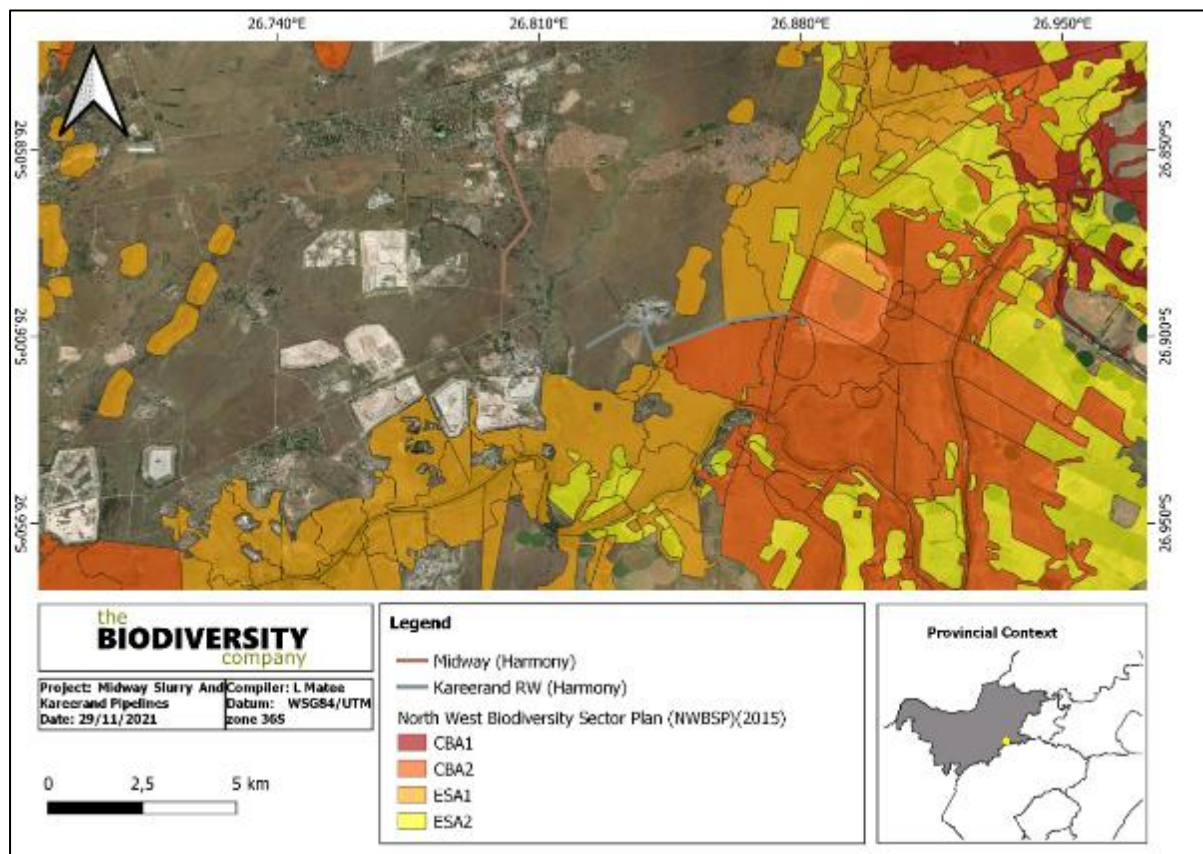 26.740°E 26.810°E 26.880°E 26.950°E
26.850°S 26.850°S
26.900°S 26.900°S
26.950°S 26.950°S
the
BIODIVERSITY
company
Project: Midway Slurry And Kareerand Pipelines
Date: 29/11/2021
Compiler: L Matee
Datum: WSG84/UTM zone 36S
0 2,5 5 km
Legend
Midway (Harmony)
Kareerand RW (Harmony)
North West Biodiversity Sector Plan (NWBSP)(2015)
CBA1
CBA2
ESA1
ESA2
Provincial Context